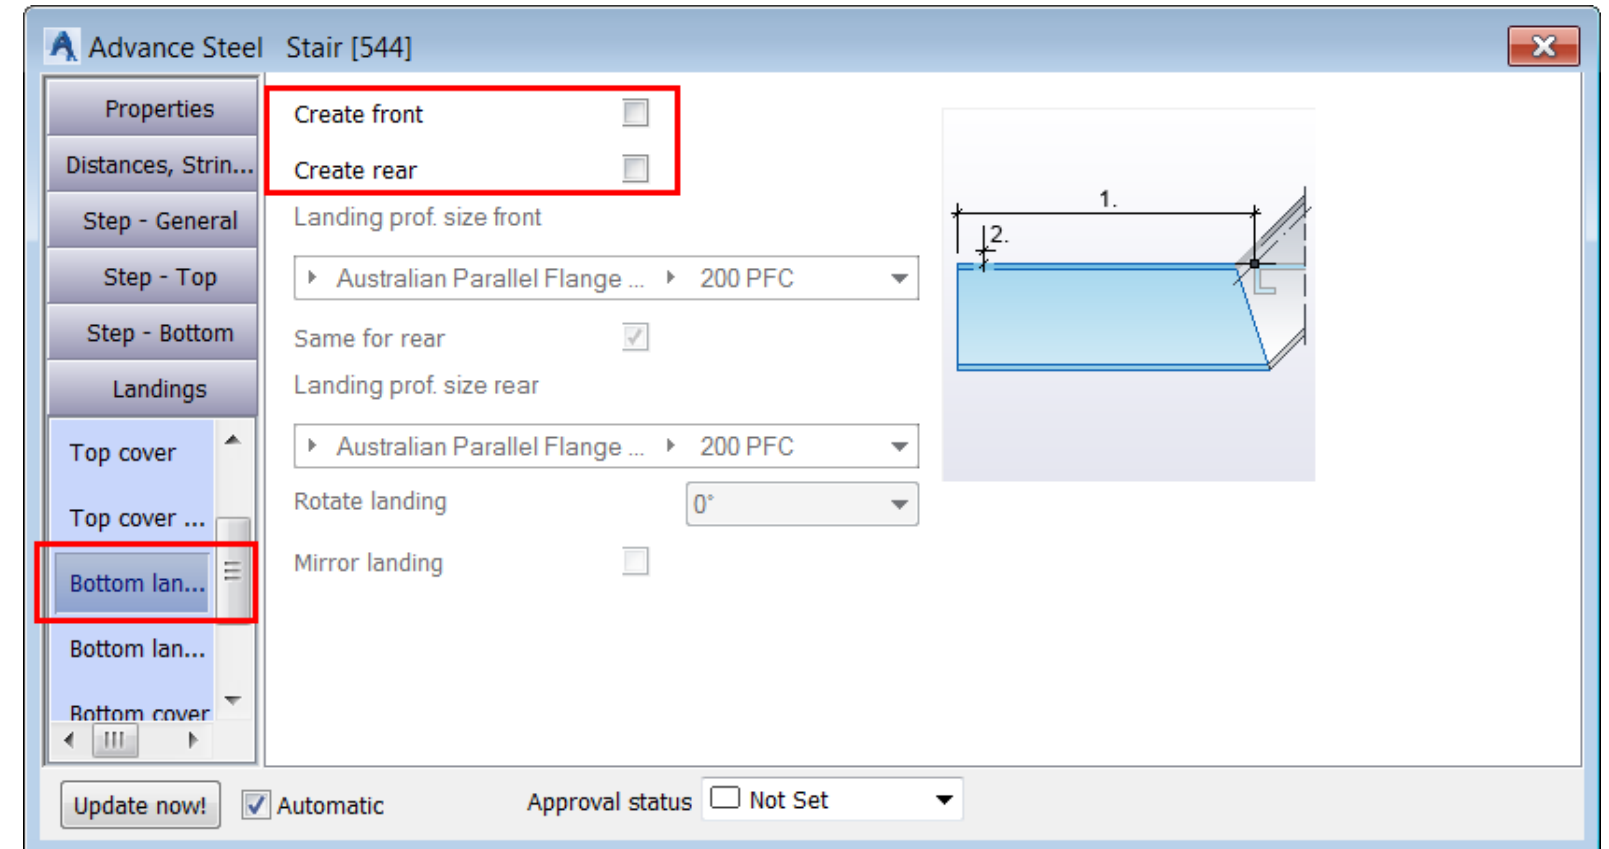 Advance Steel Stair [544]
Properties
Distances, Strin...
Step - General
Step - Top
Step - Bottom
Landings
Top cover
Top cover ...
Bottom lan...
Bottom lan...
Bottom cover
Create front
Create rear
Landing prof. size front
Australian Parallel Flange ... 200 PFC
Same for rear
Landing prof. size rear
Australian Parallel Flange ... 200 PFC
Rotate landing 0°
Mirror landing
1.
2.
Update now! Automatic Approval status Not Set